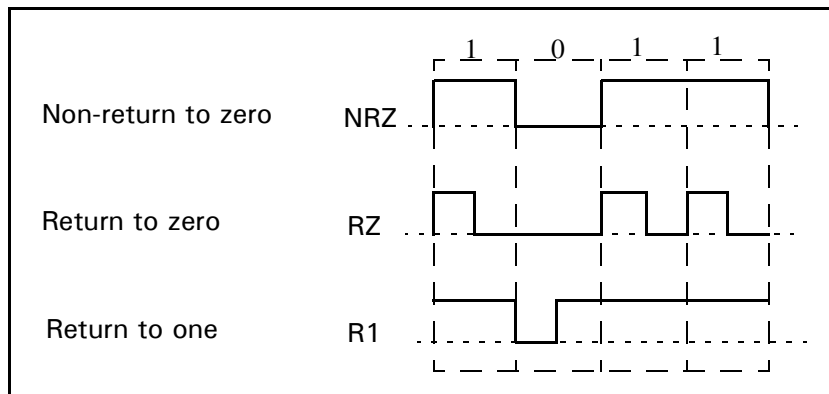 1 0 1 1
Non-return to zero NRZ
Return to zero RZ
Return to one R1